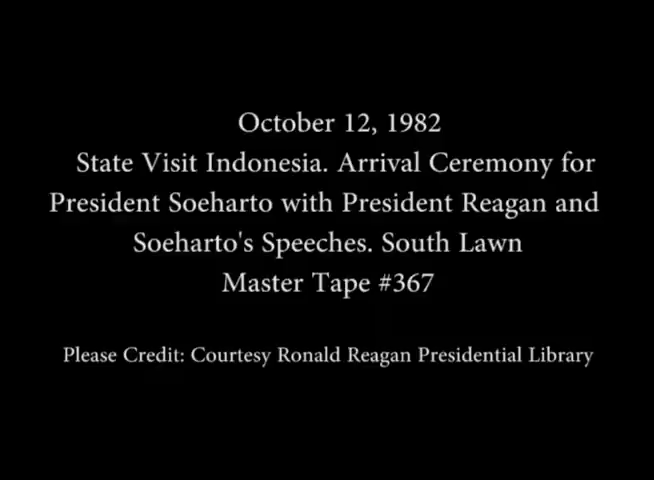 October 12, 1982
State Visit Indonesia. Arrival Ceremony for
President Soeharto with President Reagan and
Soeharto's Speeches. South Lawn
Master Tape #367
Please Credit: Courtesy Ronald Reagan Presidential Library